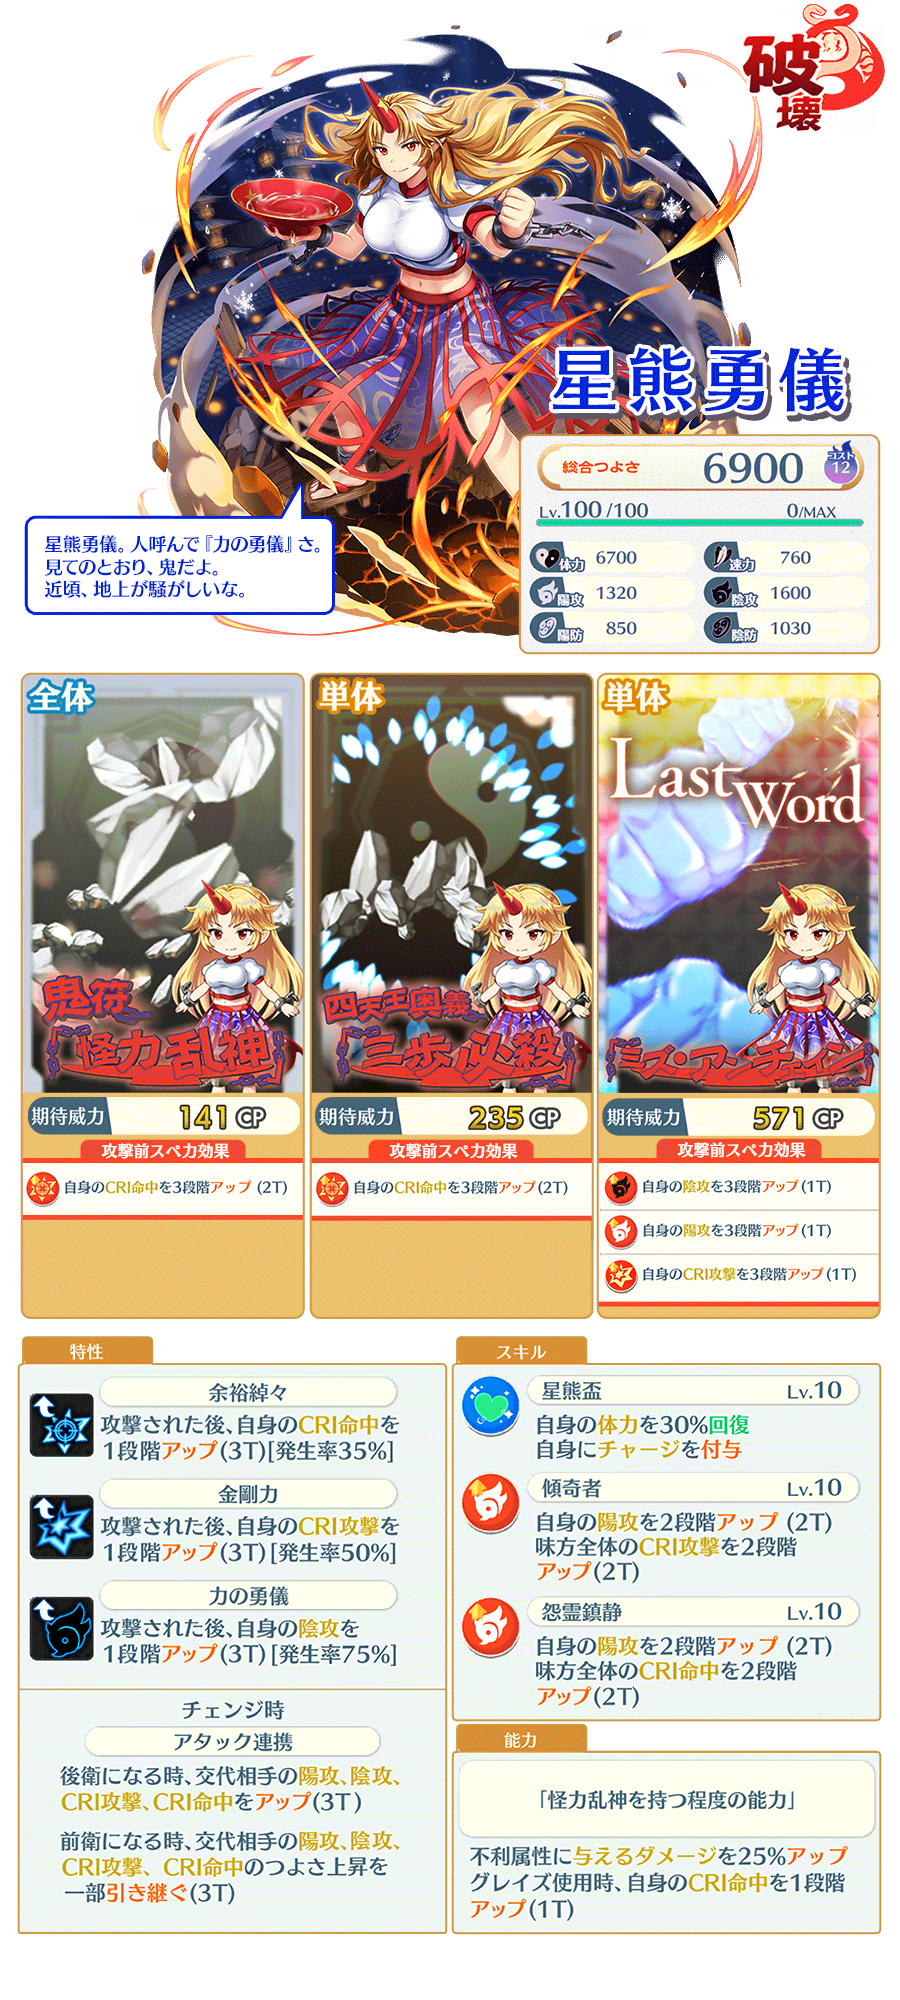 破壊
星熊勇儀
総合つよさ 6900 コスト 12
Lv.100/100 0/MAX
体力 6700 速力 760
陽攻 1320 陰攻 1600
陽防 850 陰防 1030
星熊勇儀。人呼んで『力の勇儀』さ。
見てのとおり、鬼だよ。
近頃、地上が騒がしいな。
全体
鬼符
「怪力乱神」
期待威力 141 CP
攻撃前スペカ効果
自身のCRI命中を3段階アップ (2T)
単体
四天王奥義
「三歩必殺」
期待威力 235 CP
攻撃前スペカ効果
自身のCRI命中を3段階アップ(2T)
単体
Last Word
ミズ・アンチェイン
期待威力 571 CP
攻撃前スペカ効果
自身の陰攻を3段階アップ(1T)
自身の陽攻を3段階アップ(1T)
自身のCRI攻撃を3段階アップ(1T)
特性
余裕綽々
攻撃された後、自身のCRI命中を
1段階アップ(3T)[発生率35%]
金剛力
攻撃された後、自身のCRI攻撃を
1段階アップ(3T)[発生率50%]
力の勇儀
攻撃された後、自身の陰攻を
1段階アップ(3T)[発生率75%]
チェンジ時
アタック連携
後衛になる時、交代相手の陽攻、陰攻、
CRI攻撃、CRI命中をアップ(3T)
前衛になる時、交代相手の陽攻、陰攻、
CRI攻撃、CRI命中のつよさ上昇を
一部引き継ぐ(3T)
スキル
星熊盃 Lv.10
自身の体力を30%回復
自身にチャージを付与
傾奇者 Lv.10
自身の陽攻を2段階アップ (2T)
味方全体のCRI攻撃を2段階
アップ(2T)
怨霊鎮静 Lv.10
自身の陽攻を2段階アップ (2T)
味方全体のCRI命中を2段階
アップ(2T)
能力
「怪力乱神を持つ程度の能力」
不利属性に与えるダメージを25%アップ
グレイズ使用時、自身のCRI命中を1段階
アップ(1T)